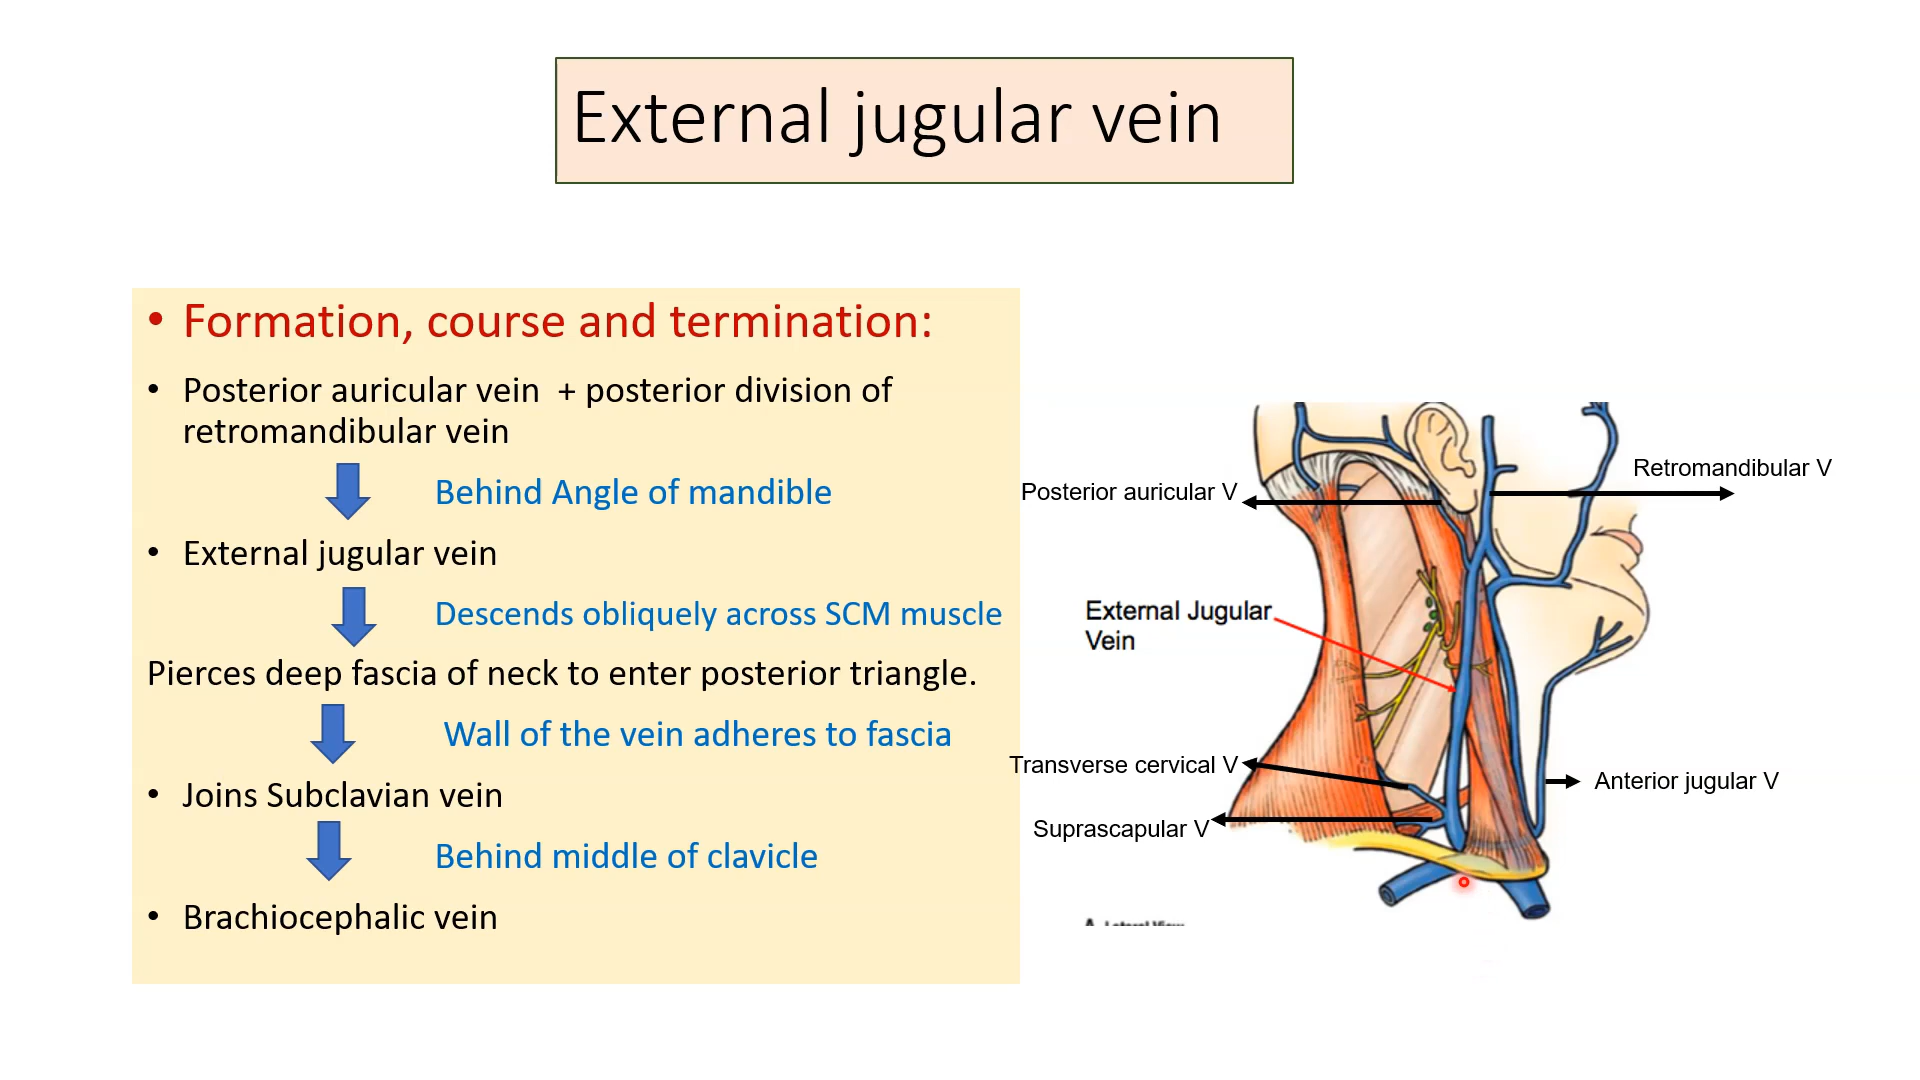 External jugular vein
• Formation, course and termination:
• Posterior auricular vein + posterior division of
retromandibular vein
Behind Angle of mandible
• External jugular vein
Descends obliquely across SCM muscle
Pierces deep fascia of neck to enter posterior triangle.
Wall of the vein adheres to fascia
• Joins Subclavian vein
Behind middle of clavicle
• Brachiocephalic vein
Retromandibular V
Posterior auricular V
External Jugular
Vein
Transverse cervical V
Anterior jugular V
Suprascapular V